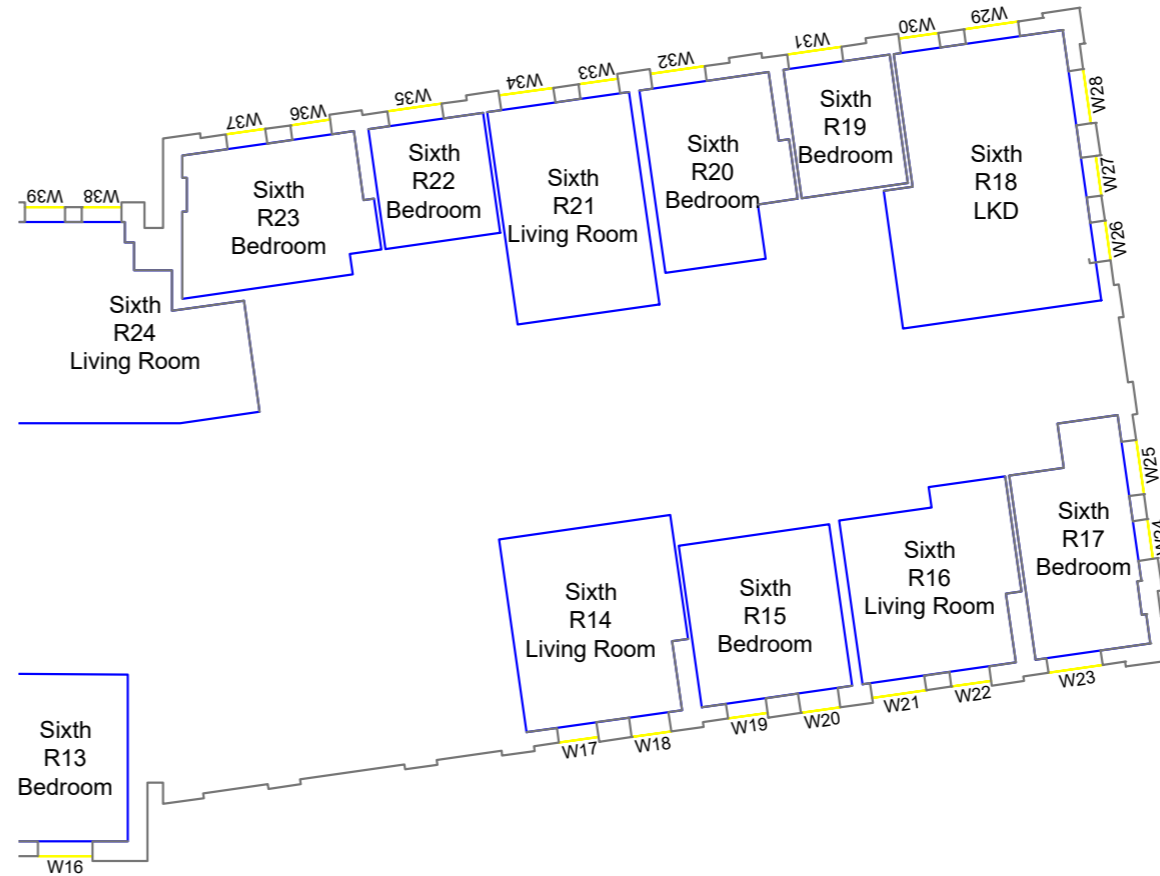 W39
W38
W37
W36
W35
W34
W33
W32
W31
W30
W29
W28
W27
W26
Sixth
R24
Living Room
Sixth
R23
Bedroom
Sixth
R22
Bedroom
Sixth
R21
Living Room
Sixth
R20
Bedroom
Sixth
R19
Bedroom
Sixth
R18
LKD
W25
W24
Sixth
R13
Bedroom
Sixth
R14
Living Room
Sixth
R15
Bedroom
Sixth
R16
Living Room
Sixth
R17
Bedroom
W16
W17
W18
W19
W20
W21
W22
W23